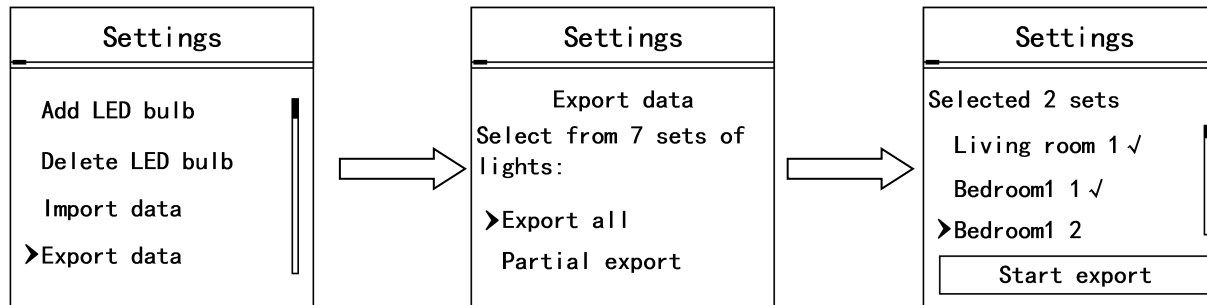 Settings
Add LED bulb
Delete LED bulb
Import data
Export data
Settings
Export data
Select from 7 sets of
lights:
Export all
Partial export
Settings
Selected 2 sets
Living room 1 √
Bedroom1 1 √
Bedroom1 2
Start export